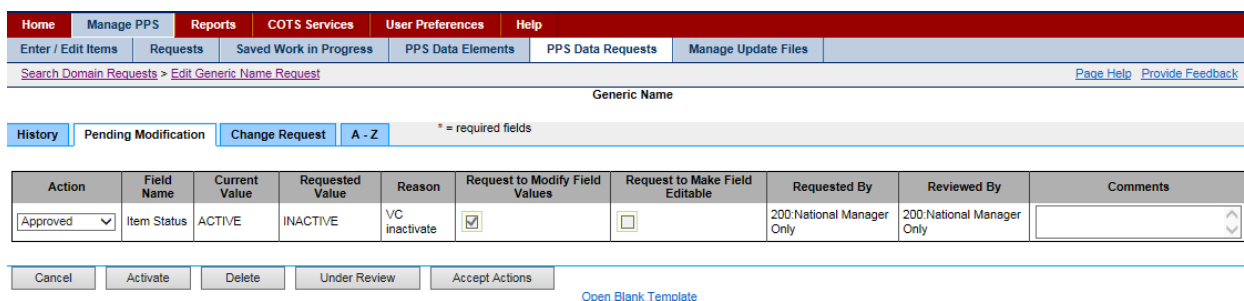 Home Manage PPS Reports COTS Services User Preferences Help
Enter / Edit Items Requests Saved Work in Progress PPS Data Elements PPS Data Requests Manage Update Files
Search Domain Requests > Edit Generic Name Request Page Help Provide Feedback
Generic Name
History Pending Modification Change Request A - Z * = required fields
Action Field Name Current Value Requested Value Reason Request to Modify Field Values Request to Make Field Editable Requested By Reviewed By Comments
Approved Item Status ACTIVE INACTIVE VC inactivate 200:National Manager Only 200:National Manager Only
Cancel Activate Delete Under Review Accept Actions
Open Blank Template